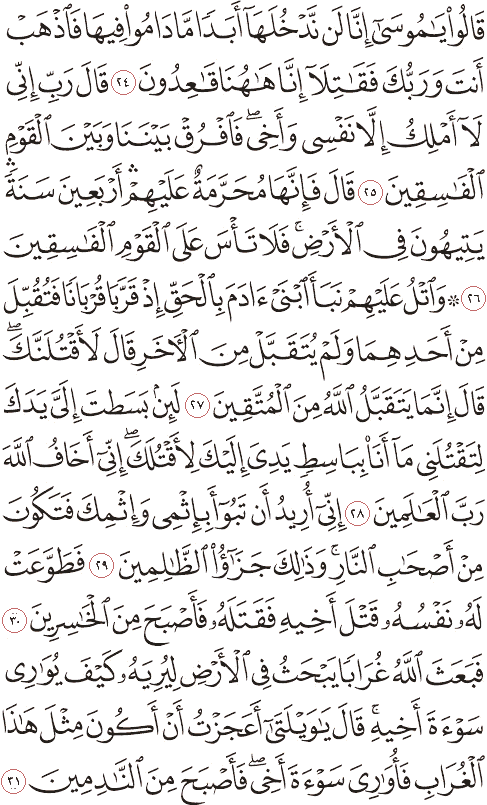 قَالُوا۟ يَٰمُوسَىٰٓ إِنَّا لَن نَّدْخُلَهَآ أَبَدًا مَّا دَامُوا۟ فِيهَا فَٱذْهَبْ
أَنتَ وَرَبُّكَ فَقَٰتِلَآ إِنَّا هَٰهُنَا قَٰعِدُونَ ٢٤ قَالَ رَبِّ إِنِّى
لَآ أَمْلِكُ إِلَّا نَفْسِى وَأَخِى ۖ فَٱفْرُقْ بَيْنَنَا وَبَيْنَ ٱلْقَوْمِ
ٱلْفَٰسِقِينَ ٢٥ قَالَ فَإِنَّهَا مُحَرَّمَةٌ عَلَيْهِمْ ۛ أَرْبَعِينَ سَنَةً ۛ
يَتِيهُونَ فِى ٱلْأَرْضِ ۚ فَلَا تَأْسَ عَلَى ٱلْقَوْمِ ٱلْفَٰسِقِينَ
٢٦ ۞ وَٱتْلُ عَلَيْهِمْ نَبَأَ ٱبْنَىْ ءَادَمَ بِٱلْحَقِّ إِذْ قَرَّبَا قُرْبَانًا فَتُقُبِّلَ
مِنْ أَحَدِهِمَا وَلَمْ يُتَقَبَّلْ مِنَ ٱلْءَاخَرِ قَالَ لَأَقْتُلَنَّكَ ۖ
قَالَ إِنَّمَا يَتَقَبَّلُ ٱللَّهُ مِنَ ٱلْمُتَّقِينَ ٢٧ لَئِنۢ بَسَطتَ إِلَىَّ يَدَكَ
لِتَقْتُلَنِى مَآ أَنَا۠ بِبَاسِطٍ يَدِىَ إِلَيْكَ لِأَقْتُلَكَ ۖ إِنِّىٓ أَخَافُ ٱللَّهَ
رَبَّ ٱلْعَٰلَمِينَ ٢٨ إِنِّىٓ أُرِيدُ أَن تَبُوٓأَ بِإِثْمِى وَإِثْمِكَ فَتَكُونَ
مِنْ أَصْحَٰبِ ٱلنَّارِ ۚ وَذَٰلِكَ جَزَٰٓؤُا۟ ٱلظَّٰلِمِينَ ٢٩ فَطَوَّعَتْ
لَهُۥ نَفْسُهُۥ قَتْلَ أَخِيهِ فَقَتَلَهُۥ فَأَصْبَحَ مِنَ ٱلْخَٰسِرِينَ ٣٠
فَبَعَثَ ٱللَّهُ غُرَابًا يَبْحَثُ فِى ٱلْأَرْضِ لِيُرِيَهُۥ كَيْفَ يُوَٰرِى
سَوْءَةَ أَخِيهِ ۚ قَالَ يَٰوَيْلَتَىٰٓ أَعَجَزْتُ أَنْ أَكُونَ مِثْلَ هَٰذَا
ٱلْغُرَابِ فَأُوَٰرِىَ سَوْءَةَ أَخِى ۖ فَأَصْبَحَ مِنَ ٱلنَّٰدِمِينَ ٣١